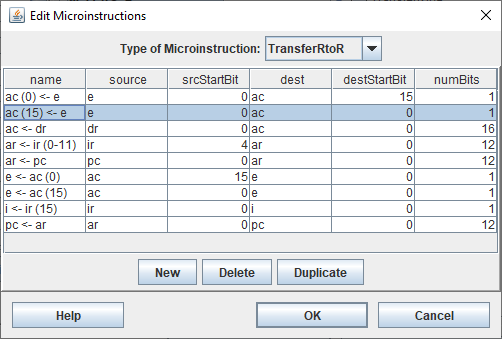 Edit Microinstructions
Type of Microinstruction: TransferRtoR
name source srcStartBit dest destStartBit numBits
ac (0) <- e e 0 ac 15 1
ac (15) <- e e 0 ac 0 1
ac <- dr dr 0 ac 0 16
ar <- ir (0-11) ir 4 ar 0 12
ar <- pc pc 0 ar 0 12
e <- ac (0) ac 15 e 0 1
e <- ac (15) ac 0 e 0 1
i <- ir (15) ir 0 i 0 1
pc <- ar ar 0 pc 0 12
New Delete Duplicate
Help OK Cancel